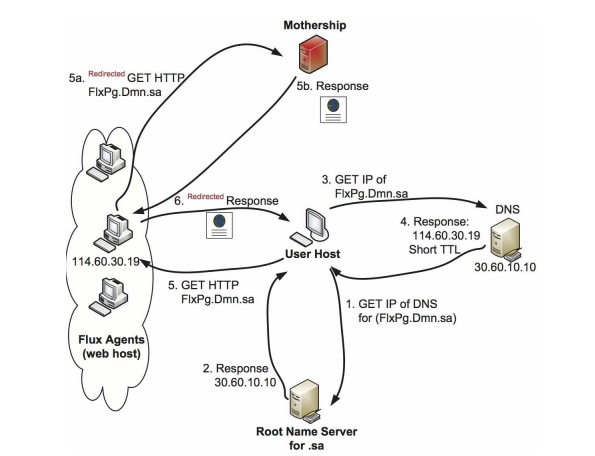 Mothership
5a. Redirected GET HTTP
FlxPg.Dmn.sa
5b. Response
3. GET IP of
FlxPg.Dmn.sa
6. Redirected Response
DNS
4. Response:
114.60.30.19
Short TTL
30.60.10.10
114.60.30.19
User Host
5. GET HTTP
FlxPg.Dmn.sa
1. GET IP of DNS
for (FlxPg.Dmn.sa)
Flux Agents
(web host)
2. Response
30.60.10.10
Root Name Server
for .sa